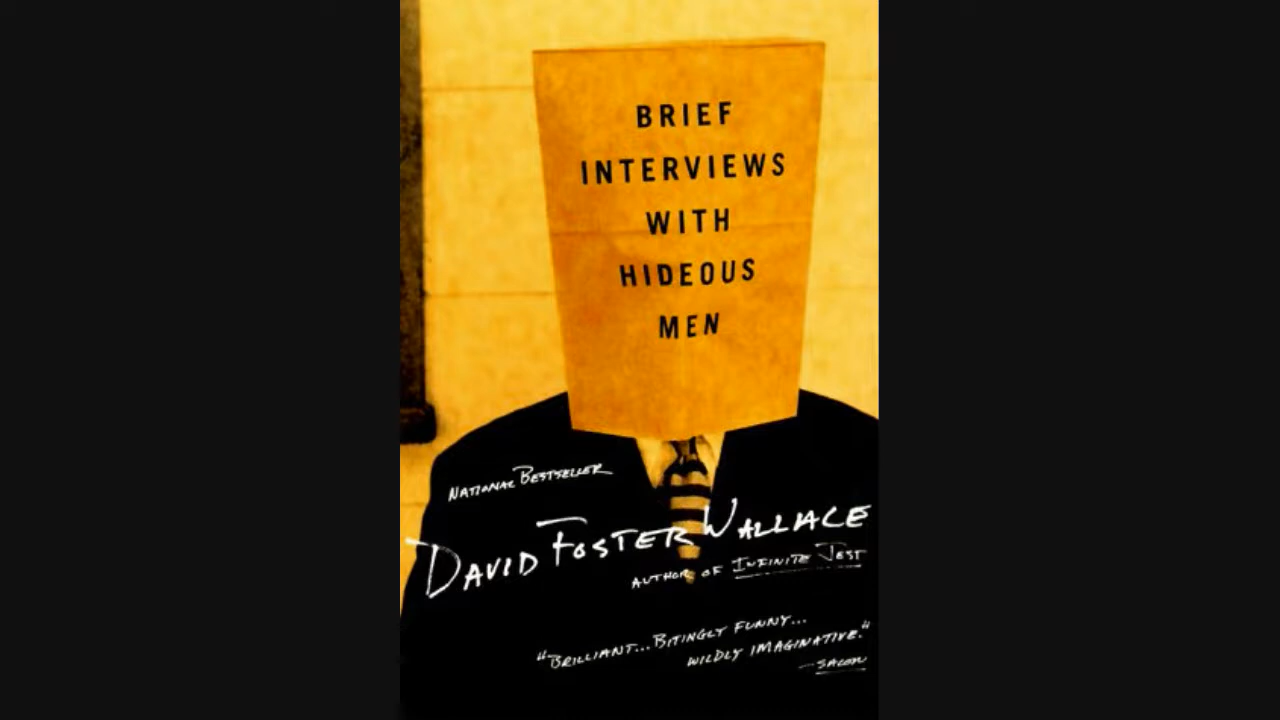 BRIEF
INTERVIEWS
WITH
HIDEOUS
MEN
NATIONAL BESTSELLER
DAVID FOSTER WALLACE
AUTHOR OF INFINITE JEST
"BRILLIANT... BITINGLY FUNNY...
WILDLY IMAGINATIVE."
—SALON